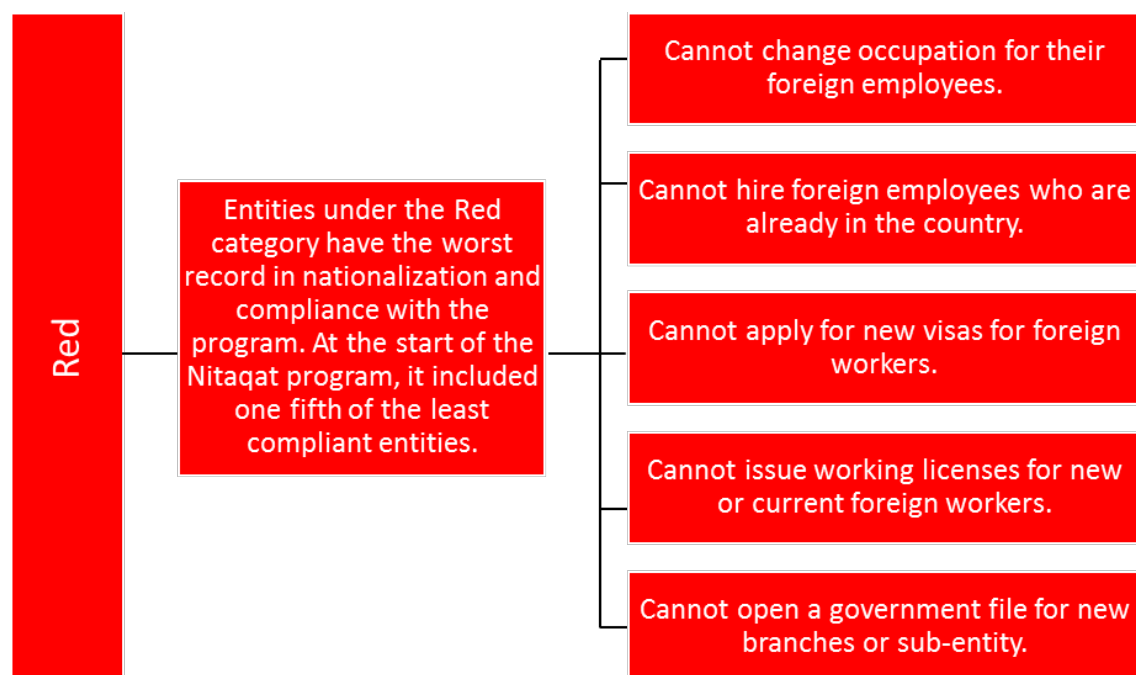 Red
Entities under the Red
category have the worst
record in nationalization and
compliance with the
program. At the start of the
Nitaqat program, it included
one fifth of the least
compliant entities.
Cannot change occupation for their
foreign employees.
Cannot hire foreign employees who are
already in the country.
Cannot apply for new visas for foreign
workers.
Cannot issue working licenses for new
or current foreign workers.
Cannot open a government file for new
branches or sub-entity.